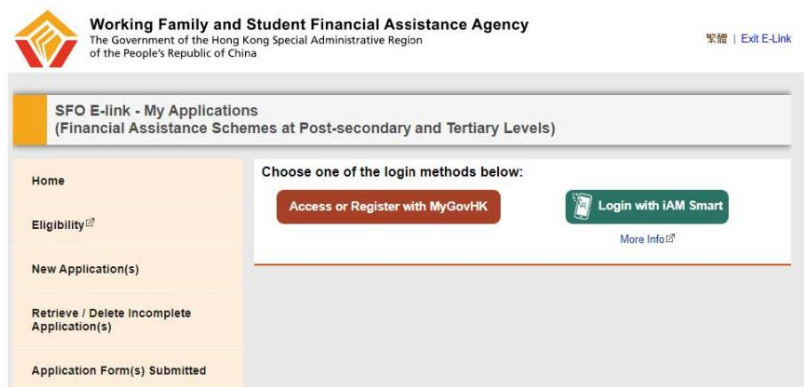 Working Family and Student Financial Assistance Agency
The Government of the Hong Kong Special Administrative Region
of the People's Republic of China
繁體 | Exit E-Link
SFO E-link - My Applications
(Financial Assistance Schemes at Post-secondary and Tertiary Levels)
Home
Eligibility
New Application(s)
Retrieve / Delete Incomplete
Application(s)
Application Form(s) Submitted
Choose one of the login methods below:
Access or Register with MyGovHK
Login with iAM Smart
More Info